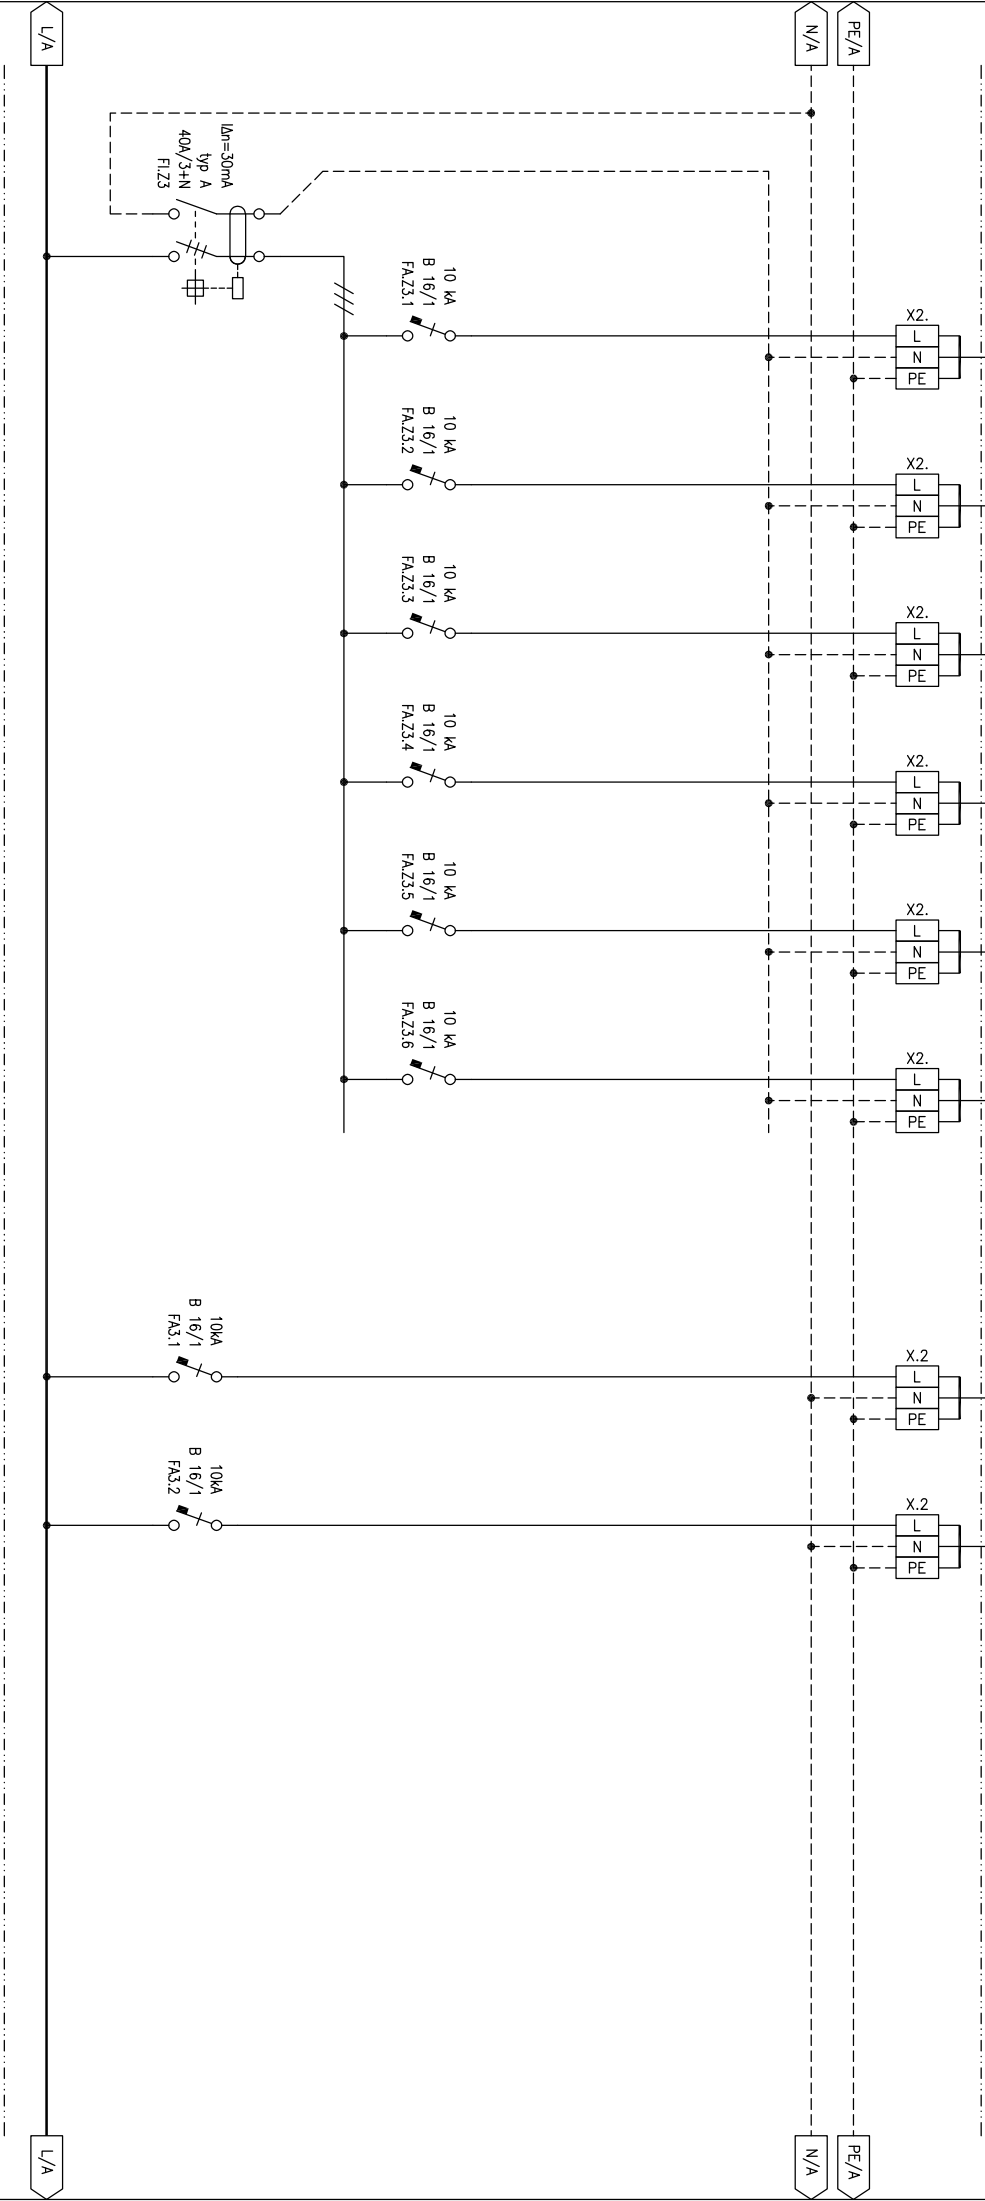 L/A
N/A
PE/A
I∆n=30mA
typ A
40A/3+N
FI.Z3
10 kA
B 16/1
FA.Z3.1
X2.
L
N
PE
10 kA
B 16/1
FA.Z3.2
X2.
L
N
PE
10 kA
B 16/1
FA.Z3.3
X2.
L
N
PE
10 kA
B 16/1
FA.Z3.4
X2.
L
N
PE
10 kA
B 16/1
FA.Z3.5
X2.
L
N
PE
10 kA
B 16/1
FA.Z3.6
X2.
L
N
PE
10kA
B 16/1
FA3.1
X.2
L
N
PE
10kA
B 16/1
FA3.2
X.2
L
N
PE
L/A
N/A
PE/A